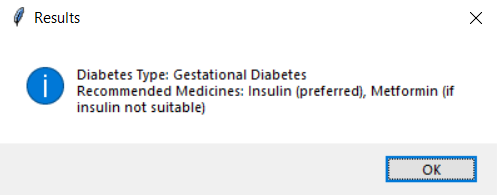 Results
Diabetes Type: Gestational Diabetes
Recommended Medicines: Insulin (preferred), Metformin (if
insulin not suitable)
OK